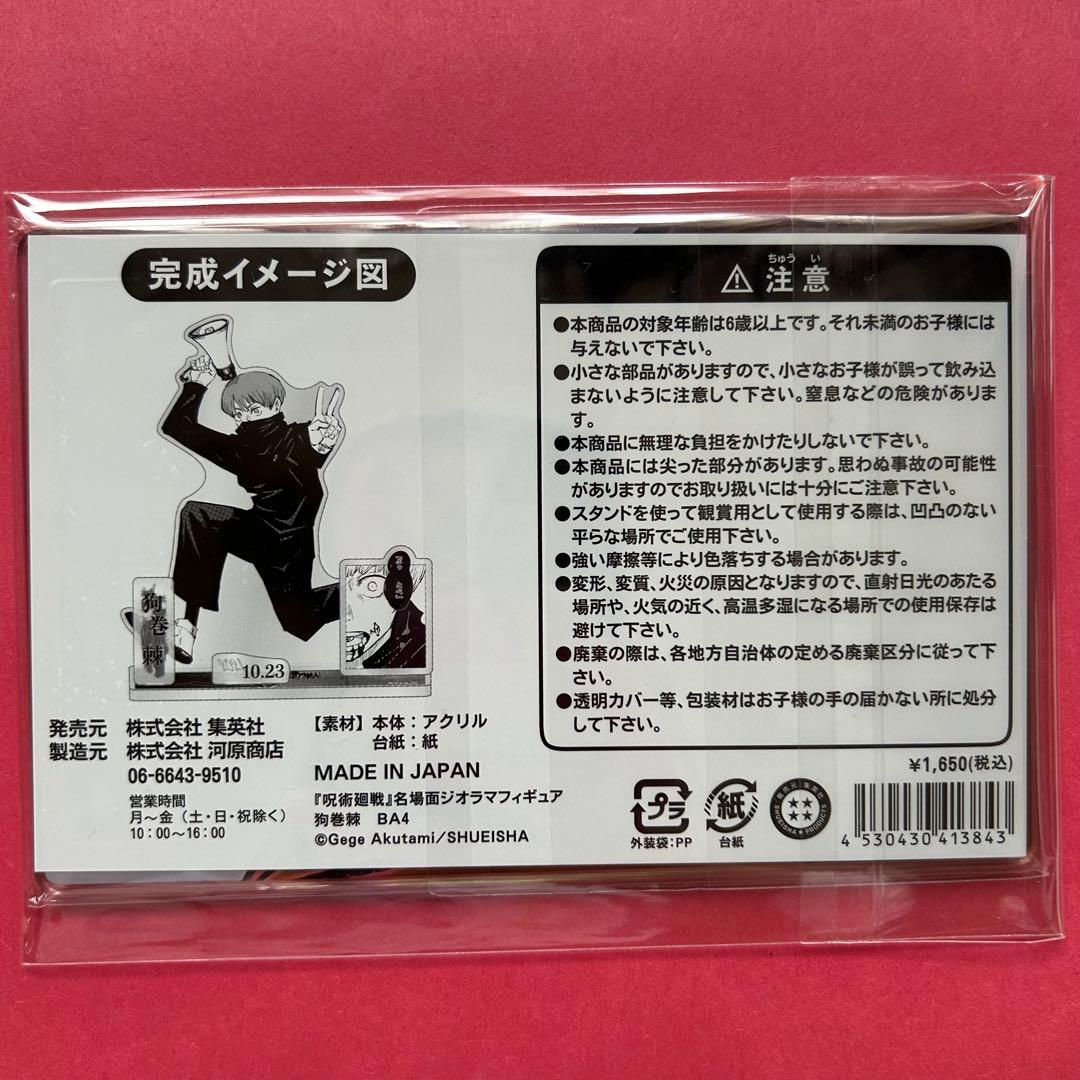 完成イメージ図
狗巻棘
10.23
発売元 株式会社 集英社
製造元 株式会社 河原商店
06-6643-9510
営業時間
月～金（土・日・祝除く）
10：00～16：00
【素材】本体：アクリル
台紙：紙
MADE IN JAPAN
『呪術廻戦』名場面ジオラマフィギュア
狗巻棘 BA4
©Gege Akutami/SHUEISHA
ちゅう い
注意
●本商品の対象年齢は6歳以上です。それ未満のお子様には
与えないで下さい。
●小さな部品がありますので、小さなお子様が誤って飲み込
まないように注意して下さい。窒息などの危険がありま
す。
●本商品に無理な負担をかけたりしないで下さい。
●本商品には尖った部分があります。思わぬ事故の可能性
がありますのでお取り扱いには十分にご注意下さい。
●スタンドを使って観賞用として使用する際は、凹凸のない
平らな場所でご使用下さい。
●強い摩擦等により色落ちする場合があります。
●変形、変質、火災の原因となりますので、直射日光のあたる
場所や、火気の近く、高温多湿になる場所での使用保存は
避けて下さい。
●廃棄の際は、各地方自治体の定める廃棄区分に従って下
さい。
●透明カバー等、包装材はお子様の手の届かない所に処分
して下さい。
¥1,650(税込)
プラ
外装袋：PP
紙
台紙
発売元 集英社
SHUEISHA PRODUCT
4 530430 413843